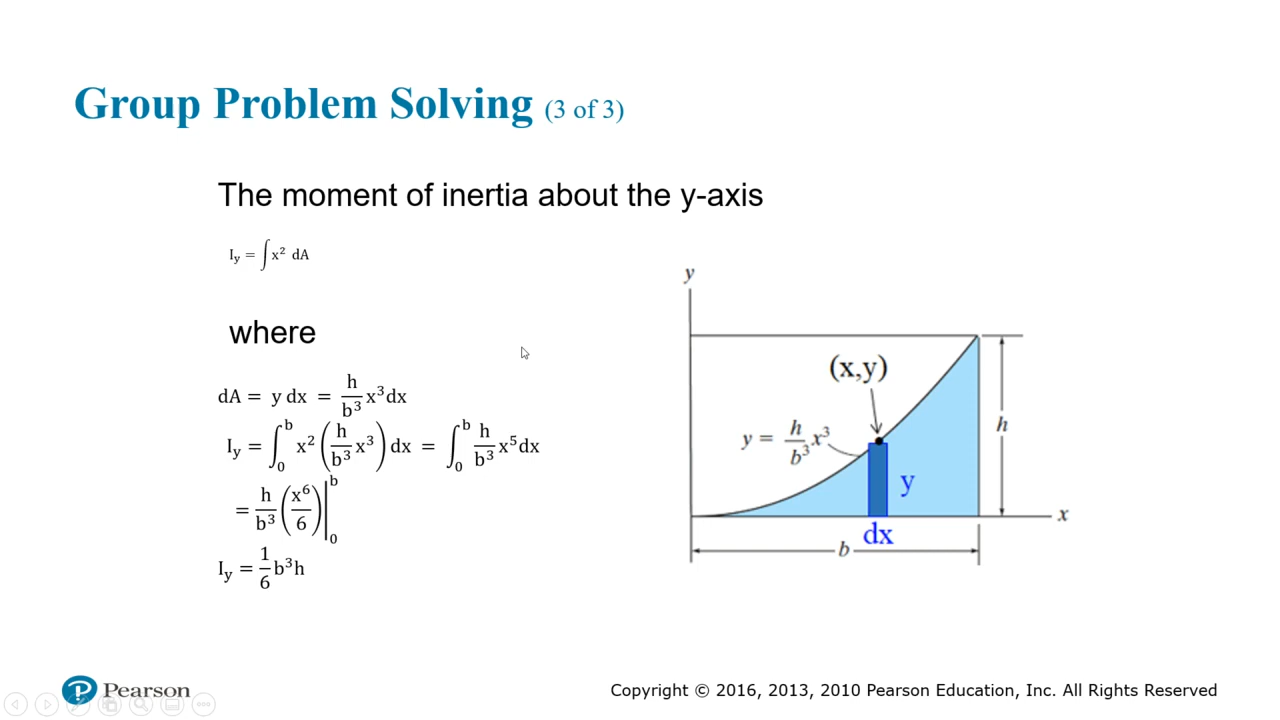 Group Problem Solving (3 of 3)
The moment of inertia about the y-axis
I_y = ∫ x² dA
where
dA = y dx = h/b³ x³dx
I_y = ∫₀ᵇ x² (h/b³ x³) dx = ∫₀ᵇ h/b³ x⁵dx
= h/b³ (x⁶/6)|₀ᵇ
I_y = 1/6 b³h
y
(x,y)
y = h/b³ x³
h
y
x
dx
b
Pearson
Copyright © 2016, 2013, 2010 Pearson Education, Inc. All Rights Reserved